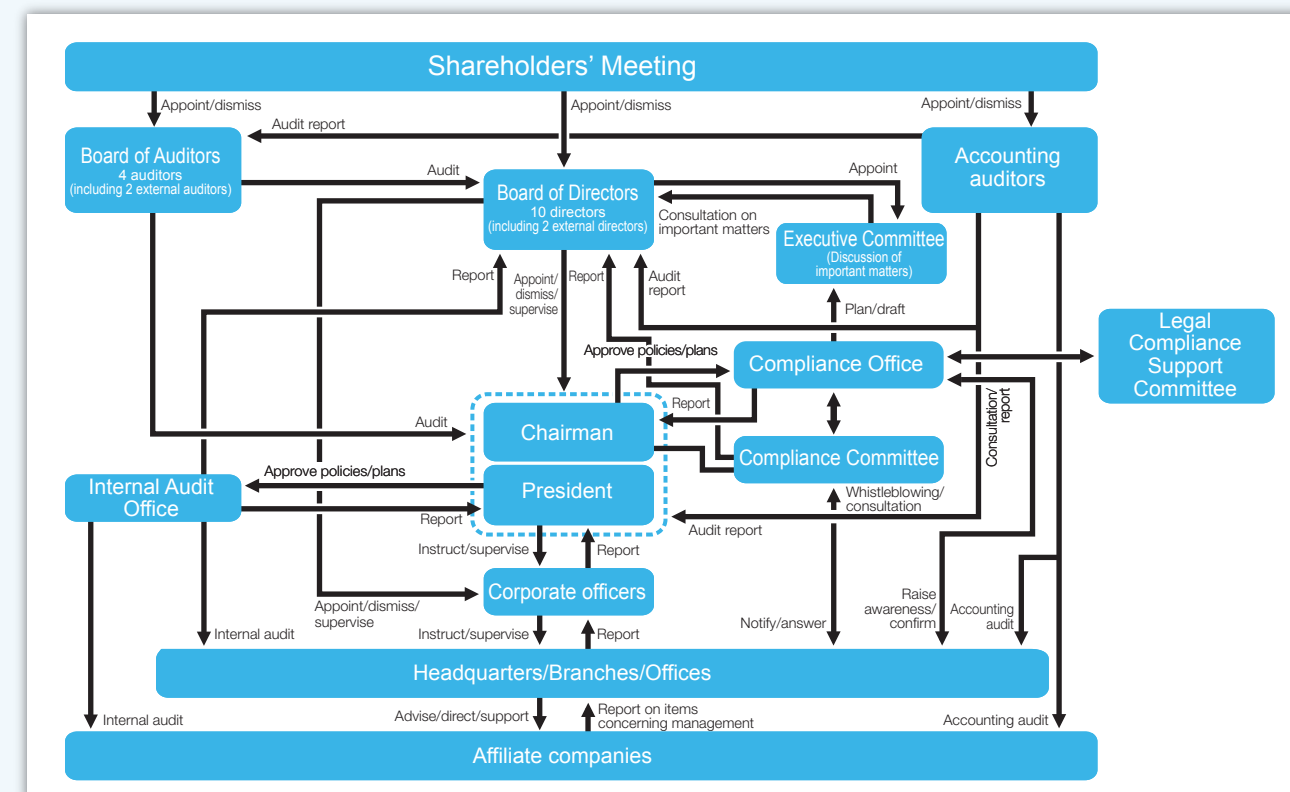 Shareholders' Meeting
Appoint/dismiss
Appoint/dismiss
Appoint/dismiss
Audit report
Board of Auditors
4 auditors
(including 2 external auditors)
Accounting
auditors
Audit
Appoint
Board of Directors
10 directors
(including 2 external directors)
Consultation on
important matters
Executive Committee
(Discussion of
important matters)
Report
Appoint/
dismiss/
supervise
Report
Audit
report
Plan/draft
Legal
Compliance
Support
Committee
Approve policies/plans
Compliance Office
Report
Consultation/
report
Audit
Chairman
Compliance Committee
Approve policies/plans
Internal Audit
Office
President
Whistleblowing/
consultation
Report
Audit report
Instruct/supervise
Report
Corporate officers
Appoint/dismiss/
supervise
Raise
awareness/
confirm
Accounting
audit
Internal audit
Instruct/supervise
Report
Notify/answer
Headquarters/Branches/Offices
Internal audit
Advise/direct/support
Report on items
concerning management
Accounting audit
Affiliate companies